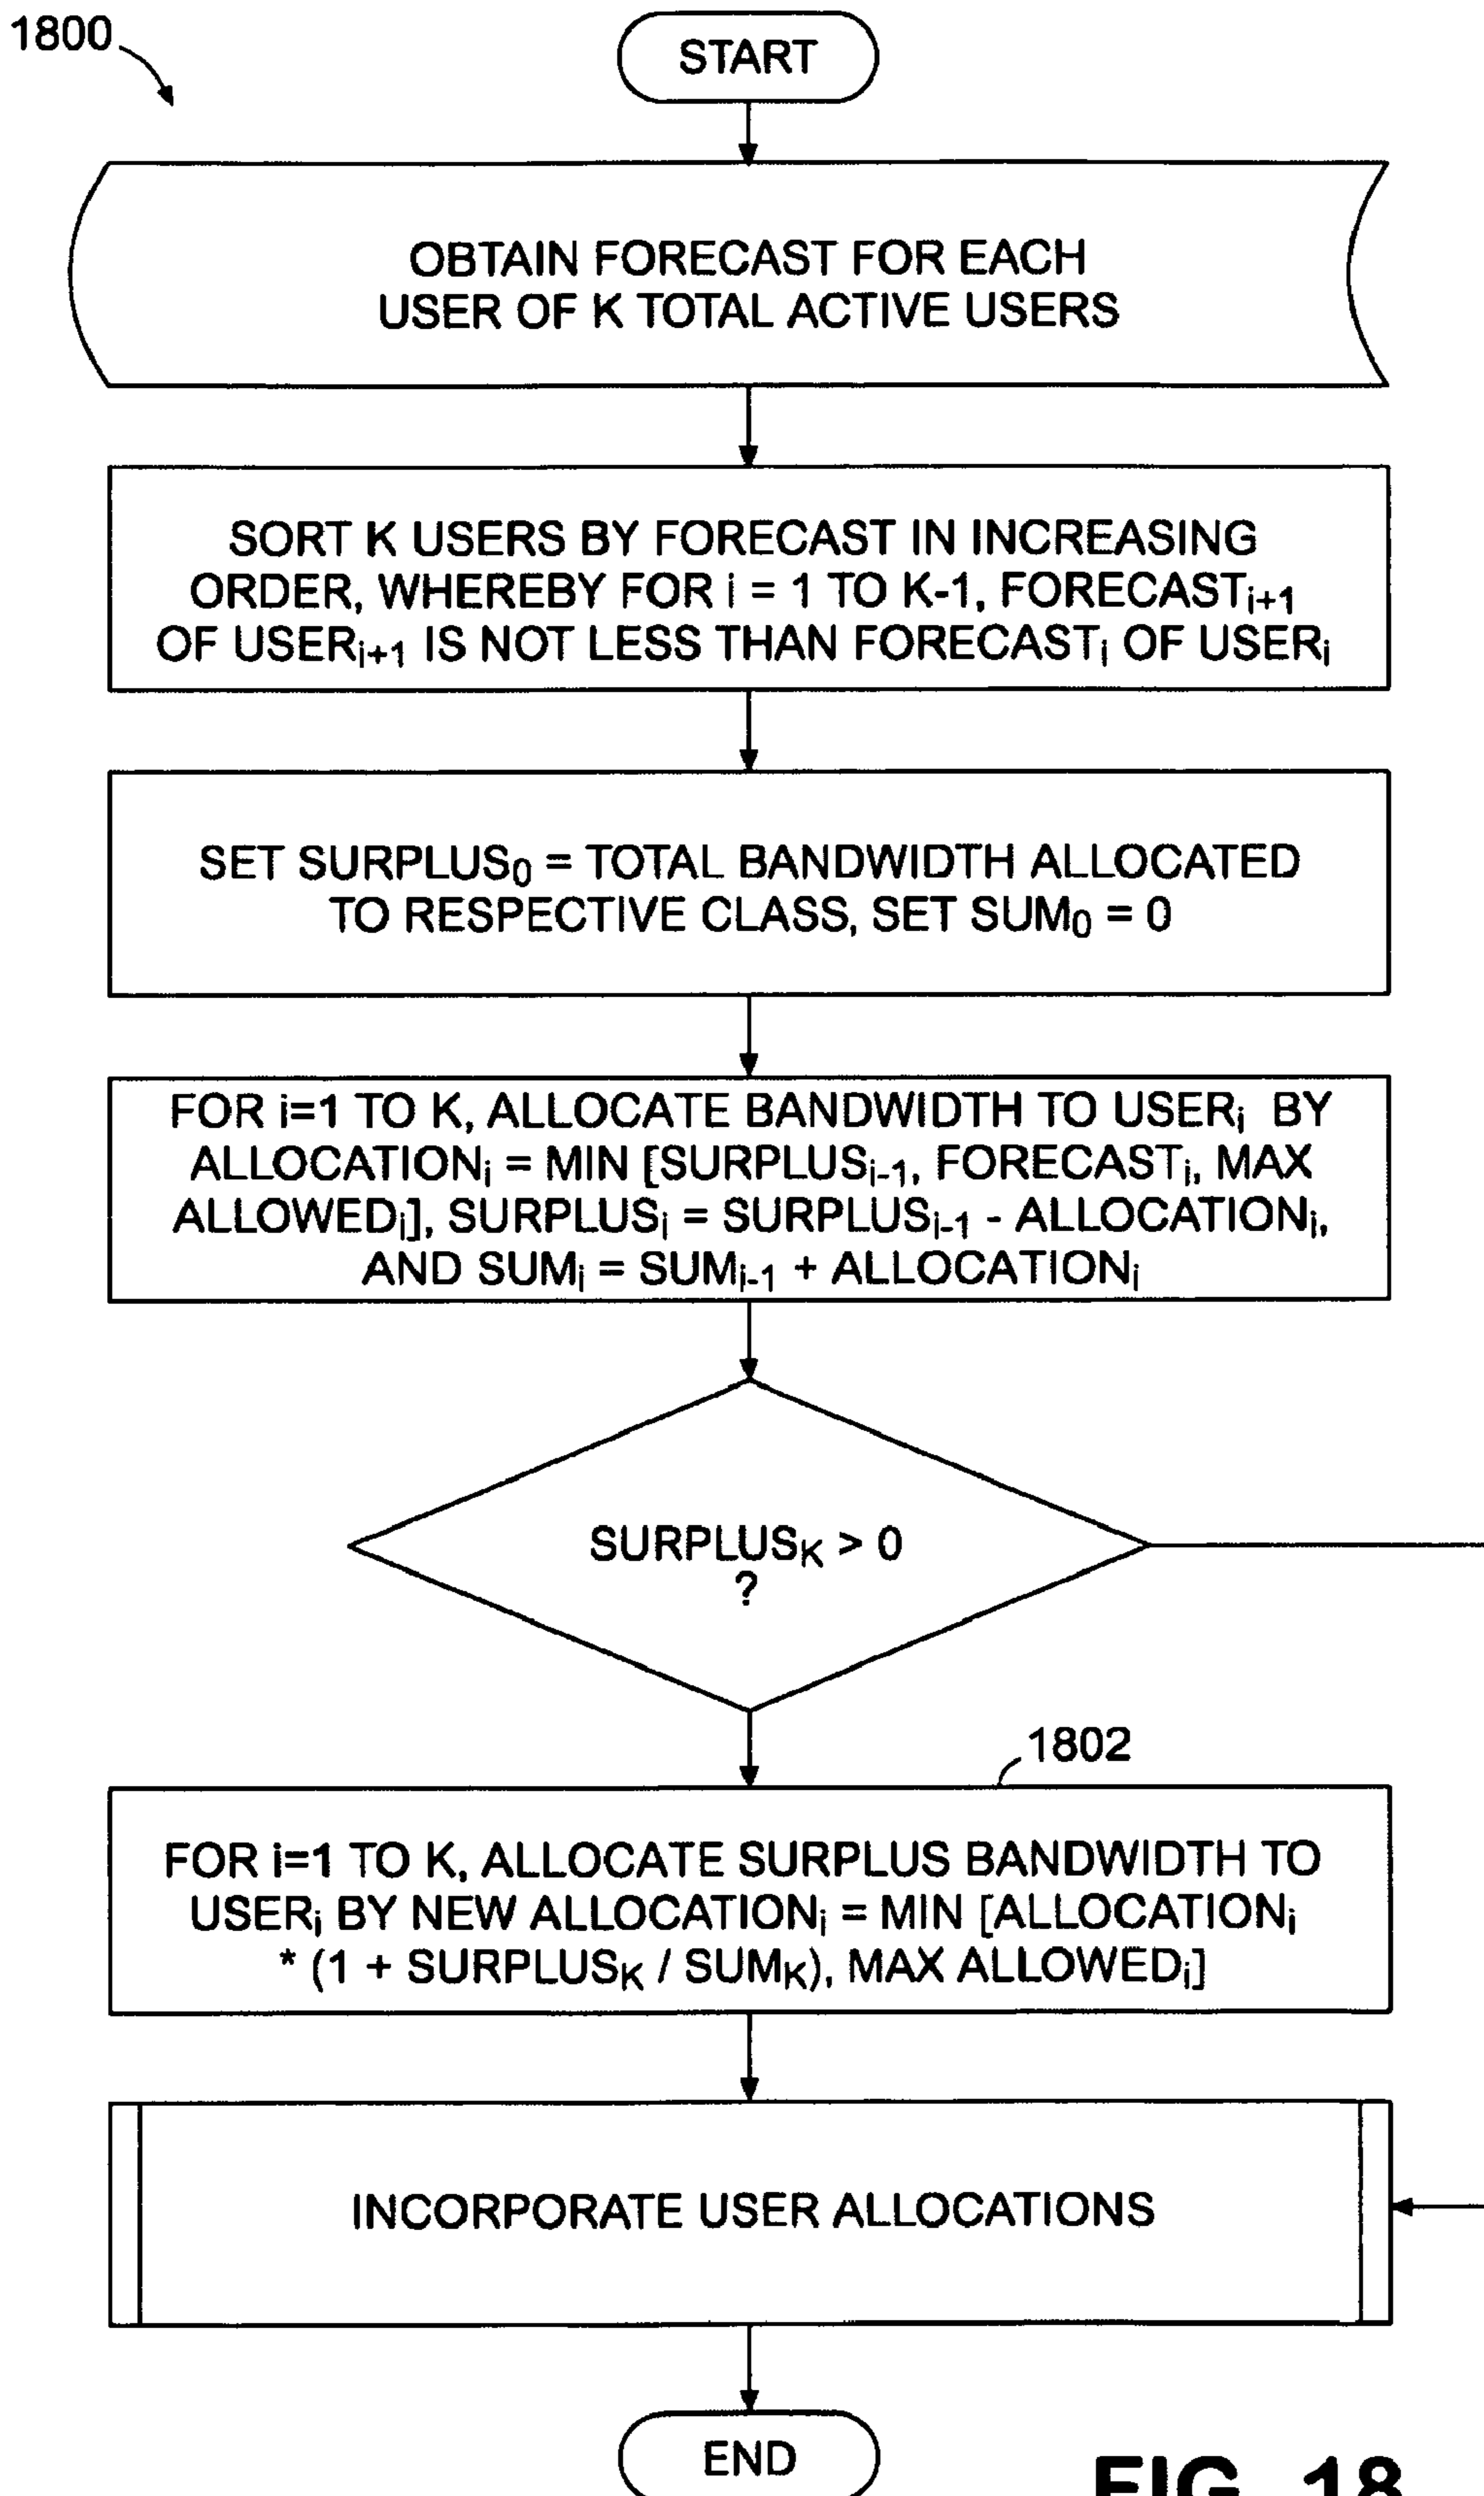 1800
START
OBTAIN FORECAST FOR EACH
USER OF K TOTAL ACTIVE USERS
SORT K USERS BY FORECAST IN INCREASING
ORDER, WHEREBY FOR i = 1 TO K-1, FORECASTi+1
OF USERi+1 IS NOT LESS THAN FORECASTi OF USERi
SET SURPLUS0 = TOTAL BANDWIDTH ALLOCATED
TO RESPECTIVE CLASS, SET SUM0 = 0
FOR i=1 TO K, ALLOCATE BANDWIDTH TO USERi BY
ALLOCATIONi = MIN [SURPLUSi-1, FORECASTi, MAX
ALLOWEDi], SURPLUSi = SURPLUSi-1 - ALLOCATIONi,
AND SUMi = SUMi-1 + ALLOCATIONi
SURPLUSK > 0
?
1802
FOR i=1 TO K, ALLOCATE SURPLUS BANDWIDTH TO
USERi BY NEW ALLOCATIONi = MIN [ALLOCATIONi
* (1 + SURPLUSK / SUMK), MAX ALLOWEDi]
INCORPORATE USER ALLOCATIONS
END
FIG. 18